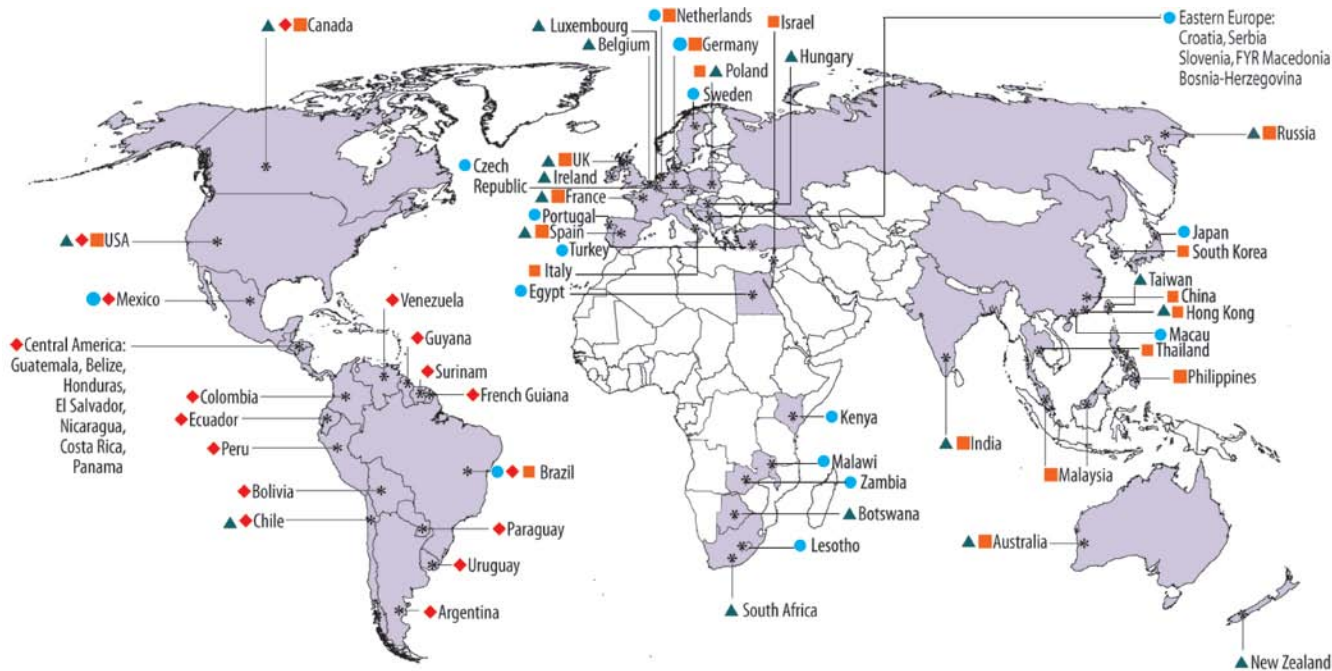 Canada
Luxembourg
Belgium
Netherlands
Germany
Poland
Sweden
Israel
Hungary
Eastern Europe:
Croatia, Serbia
Slovenia, FYR Macedonia
Bosnia-Herzegovina
Russia
Czech
Republic
UK
Ireland
France
Portugal
Spain
Turkey
Italy
Egypt
USA
Mexico
Central America:
Guatemala, Belize,
Honduras,
El Salvador,
Nicaragua,
Costa Rica,
Panama
Venezuela
Guyana
Surinam
French Guiana
Colombia
Ecuador
Peru
Brazil
Bolivia
Chile
Paraguay
Uruguay
Argentina
Kenya
Malawi
Zambia
Botswana
Lesotho
South Africa
Japan
South Korea
Taiwan
China
Hong Kong
Macau
Thailand
Philippines
India
Malaysia
Australia
New Zealand